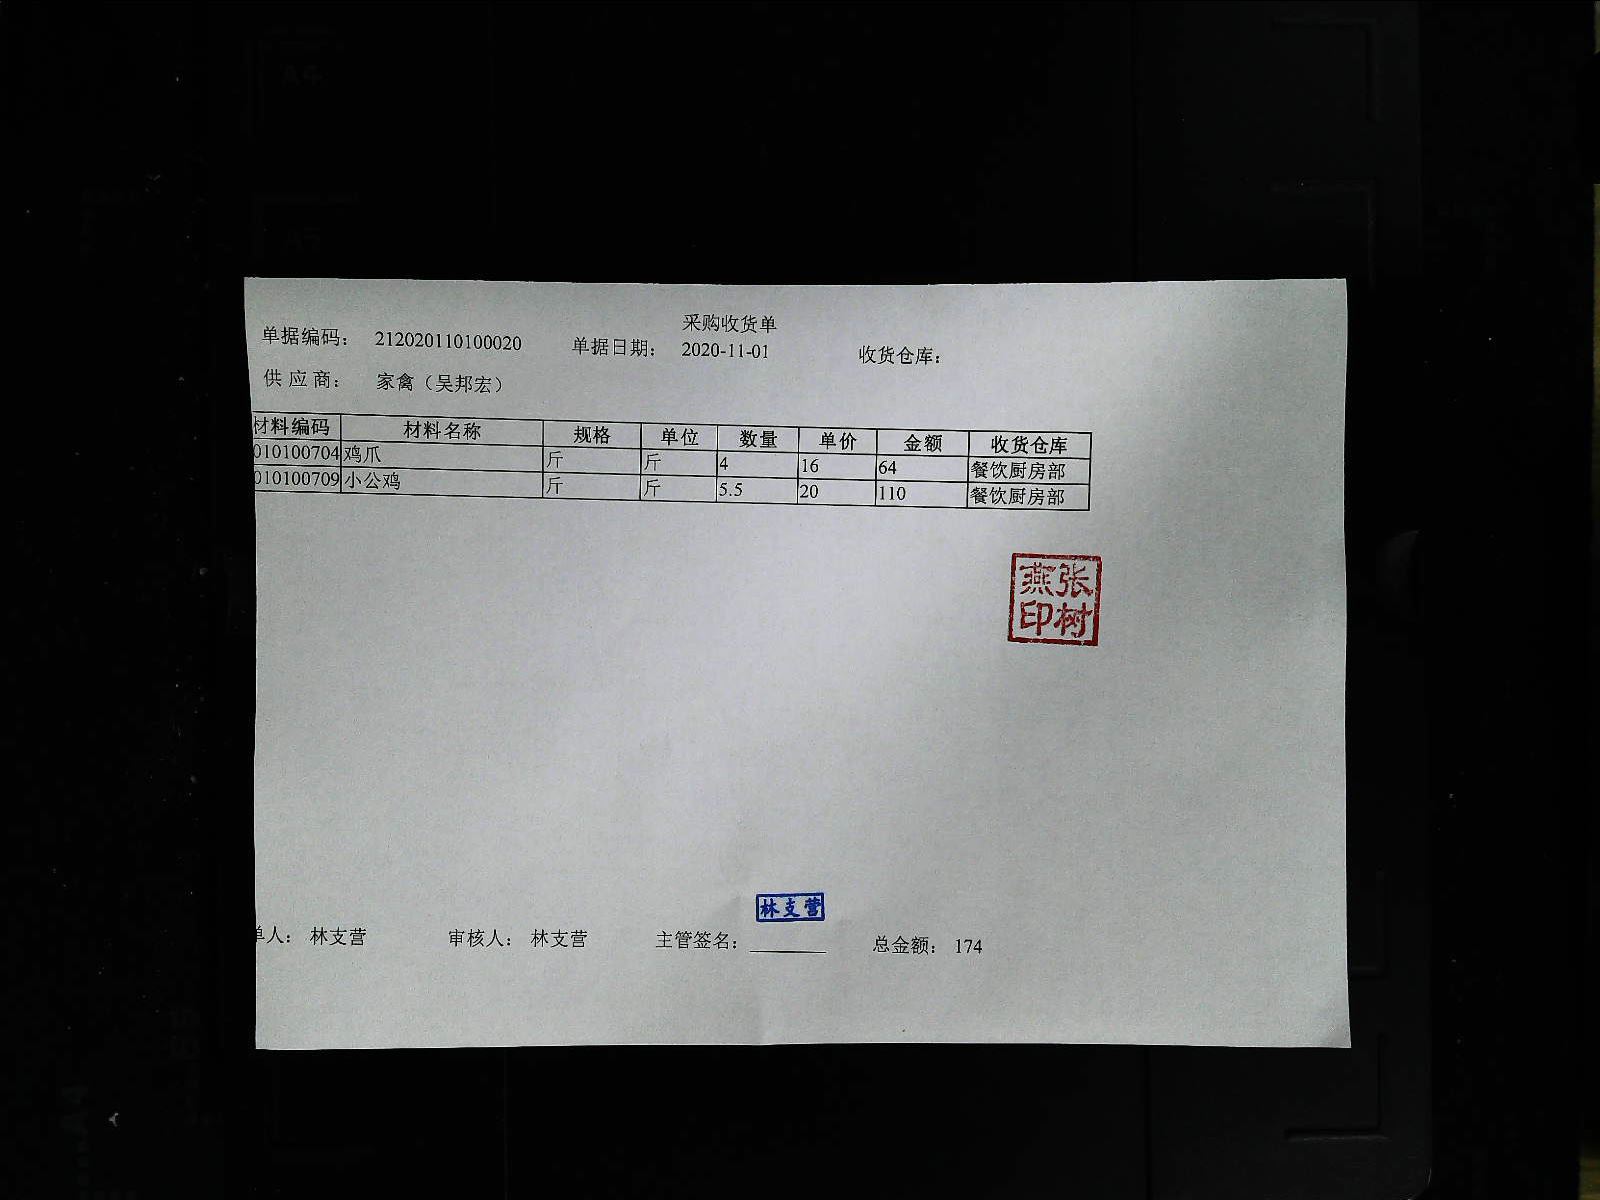 采购收货单
单据编码： 212020110100020 单据日期： 2020-11-01 收货仓库：
供 应 商： 家禽（吴邦宏）
材料编码 材料名称 规格 单位 数量 单价 金额 收货仓库
010100704 鸡爪 斤 斤 4 16 64 餐饮厨房部
010100709 小公鸡 斤 斤 5.5 20 110 餐饮厨房部
张树燕印
林支营
单人： 林支营 审核人： 林支营 主管签名： 总金额： 174